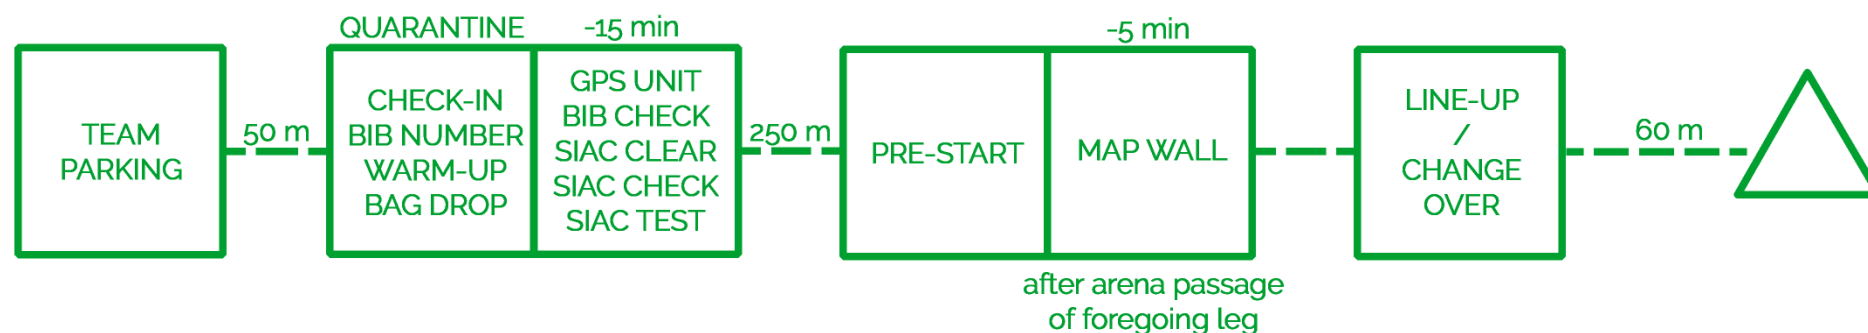 TEAM
PARKING
50 m
QUARANTINE
CHECK-IN
BIB NUMBER
WARM-UP
BAG DROP
-15 min
GPS UNIT
BIB CHECK
SIAC CLEAR
SIAC CHECK
SIAC TEST
250 m
PRE-START
-5 min
MAP WALL
after arena passage
of foregoing leg
LINE-UP
/
CHANGE
OVER
60 m